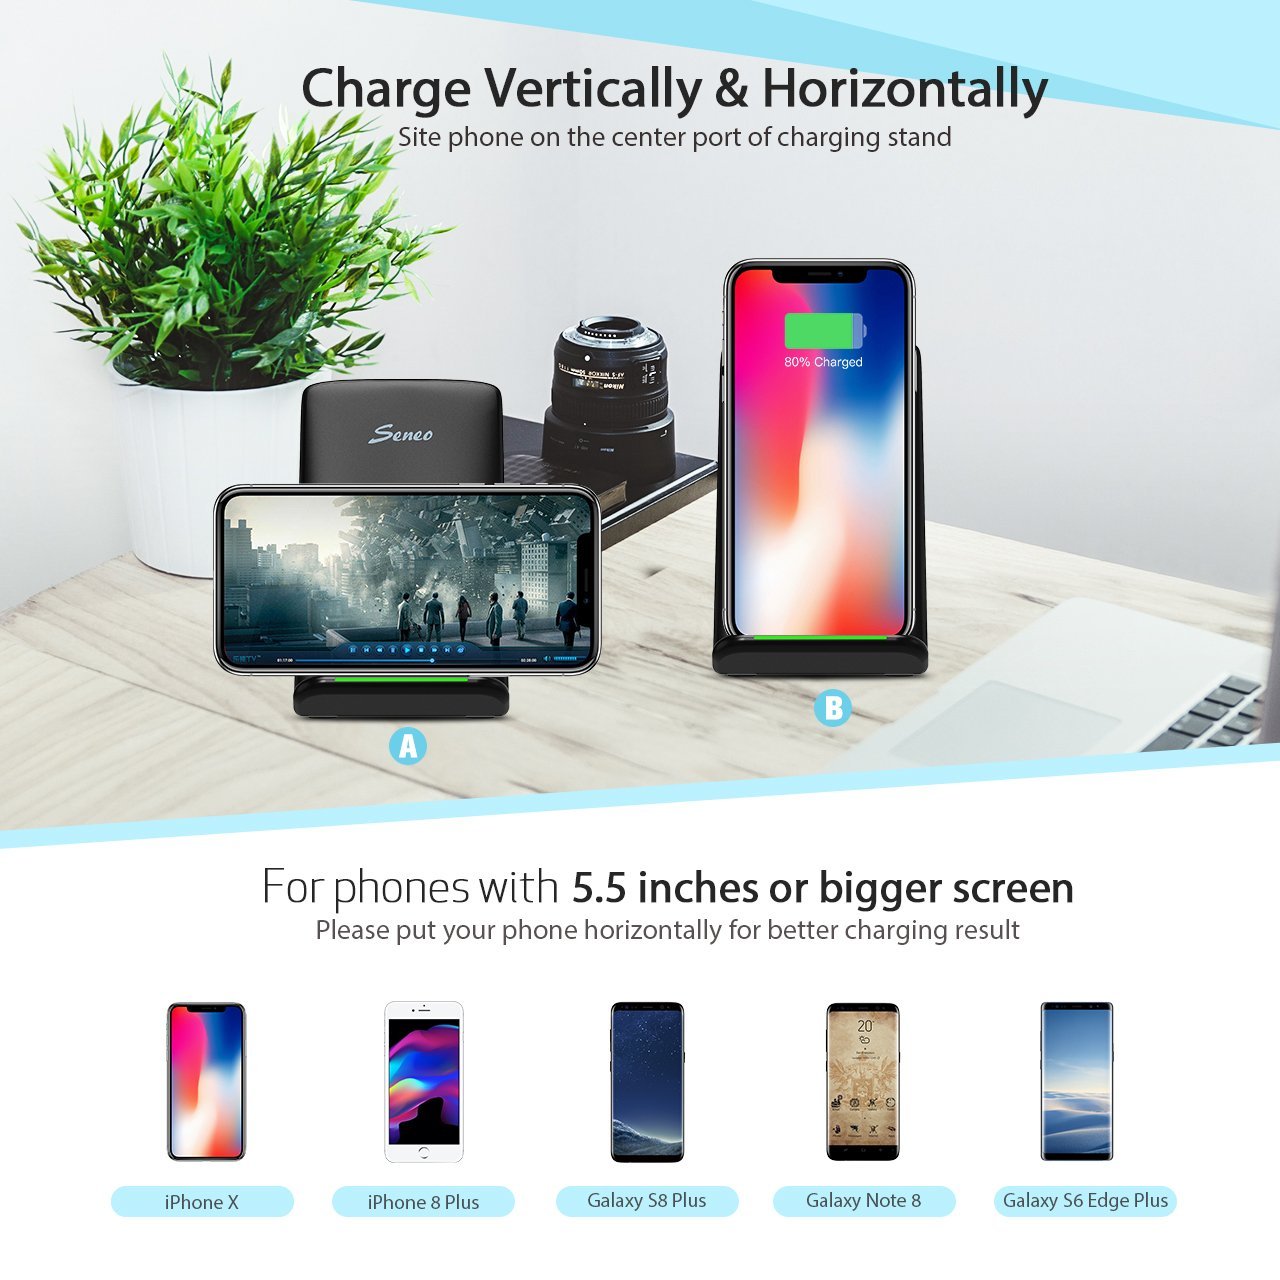 Charge Vertically & Horizontally
Site phone on the center port of charging stand
80% Charged
Seneo
Nikon
A
B
For phones with 5.5 inches or bigger screen
Please put your phone horizontally for better charging result
20°
iPhone X
iPhone 8 Plus
Galaxy S8 Plus
Galaxy Note 8
Galaxy S6 Edge Plus